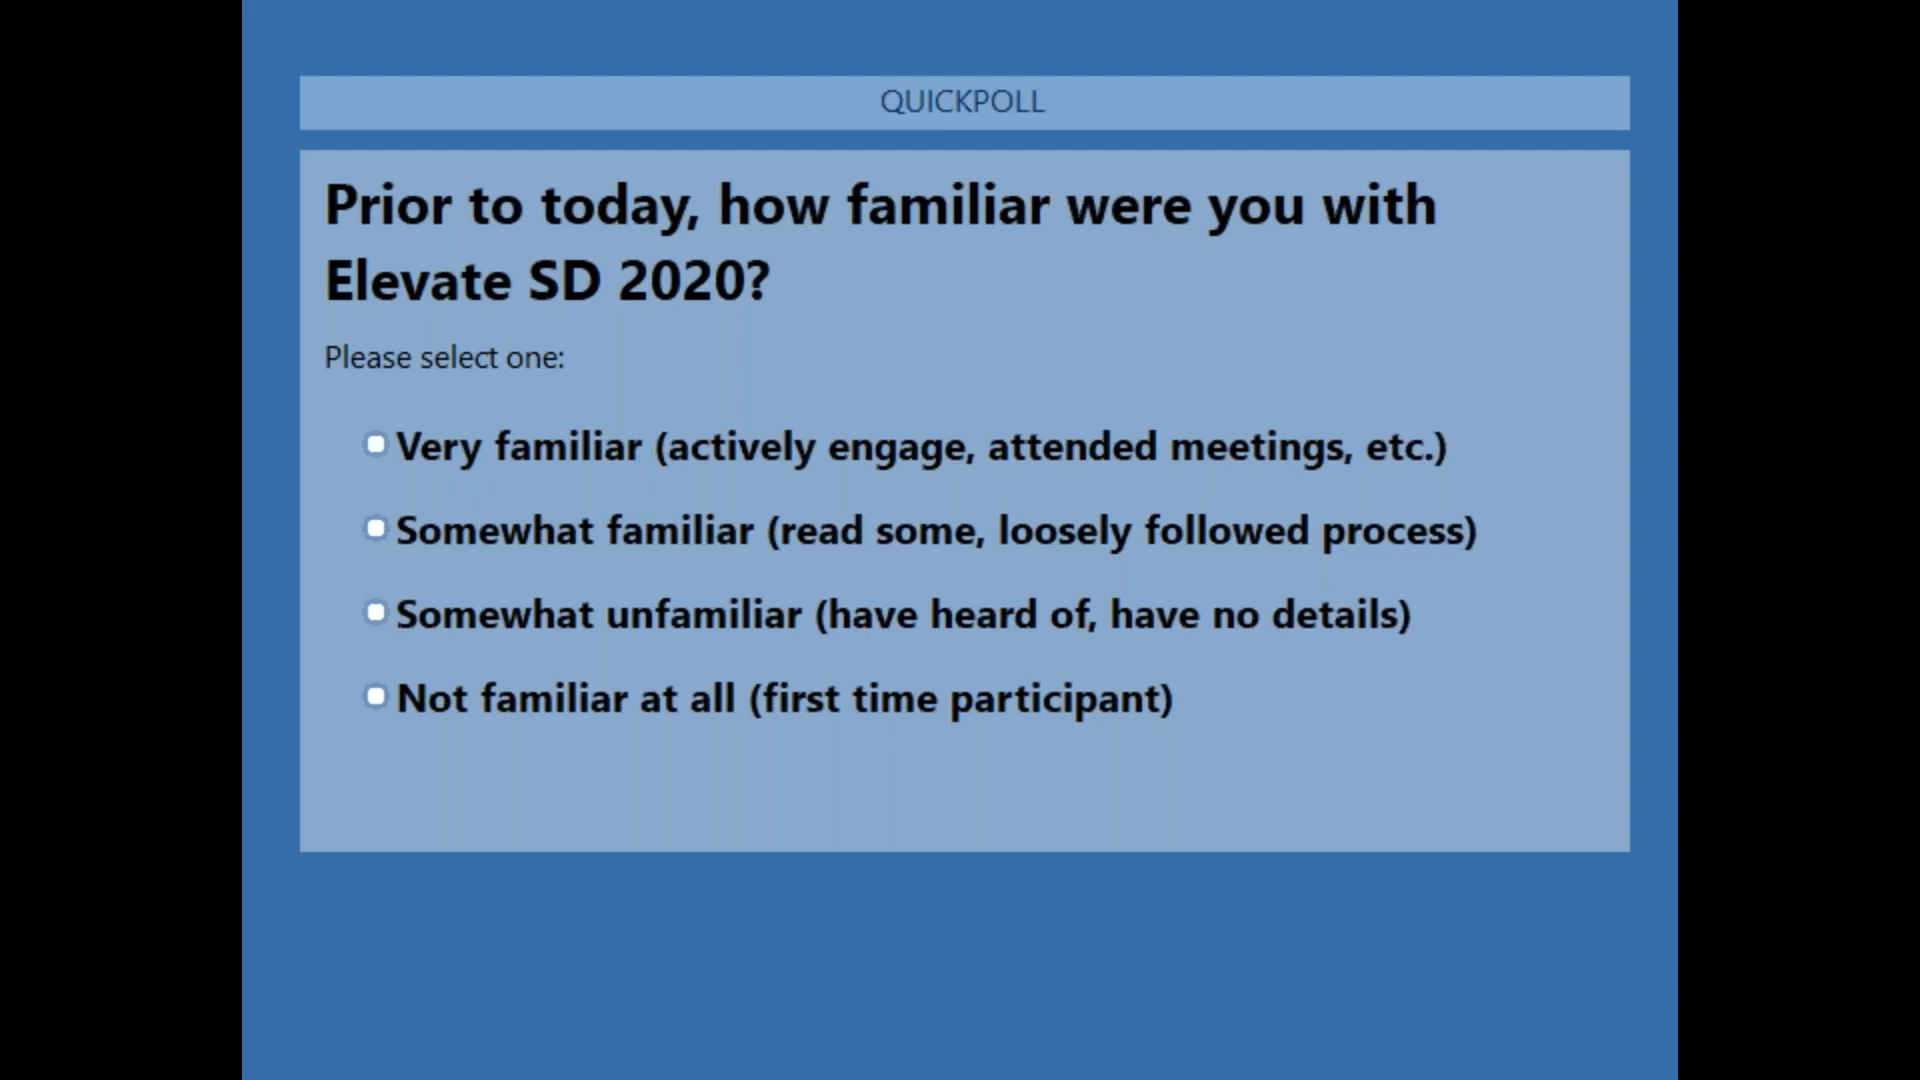 QUICKPOLL
Prior to today, how familiar were you with
Elevate SD 2020?
Please select one:
Very familiar (actively engage, attended meetings, etc.)
Somewhat familiar (read some, loosely followed process)
Somewhat unfamiliar (have heard of, have no details)
Not familiar at all (first time participant)